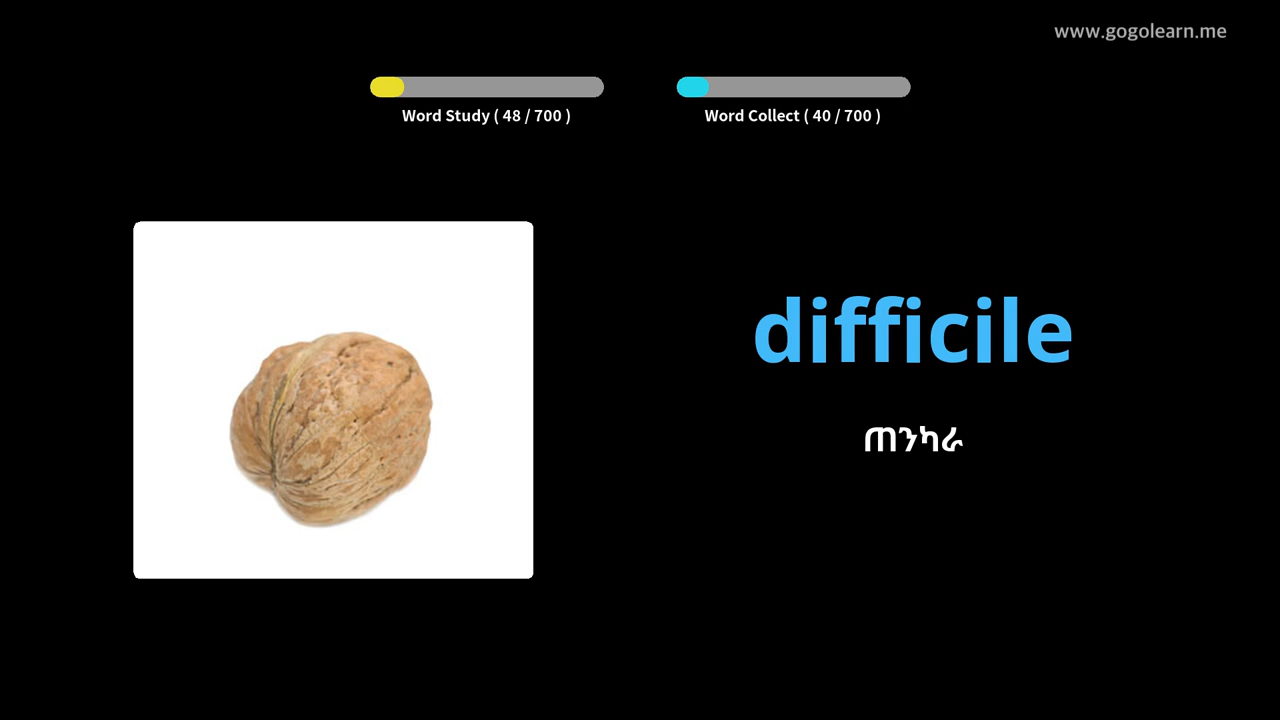 www.gogolearn.me
Word Study ( 48 / 700 )
Word Collect ( 40 / 700 )
difficile
ጠንካራ